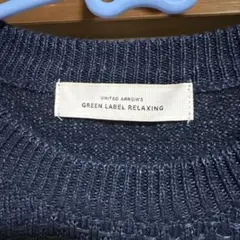 UNITED ARROWS
GREEN LABEL RELAXING